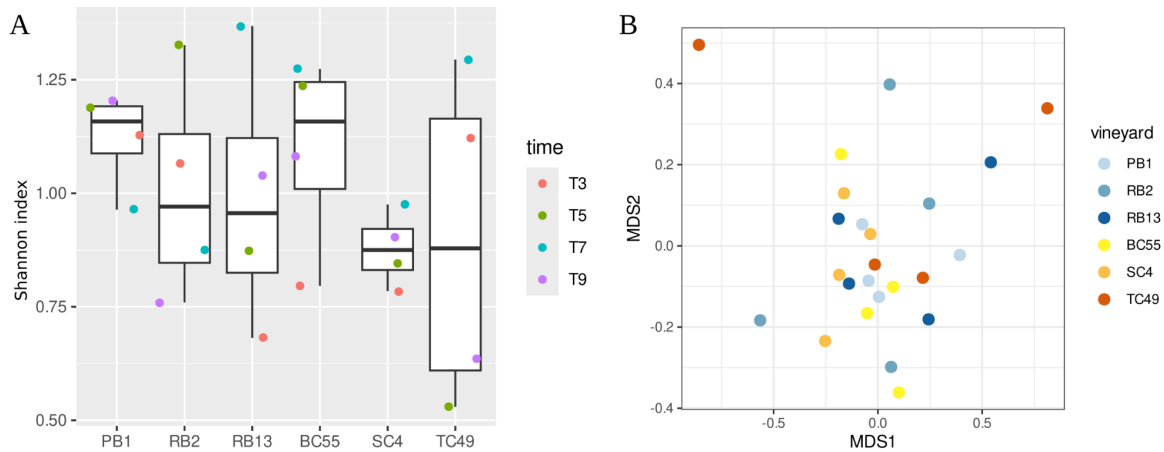 A
Shannon index
1.25
1.00
0.75
0.50
PB1 RB2 RB13 BC55 SC4 TC49
time
T3
T5
T7
T9
B
MDS2
0.4
0.2
0.0
-0.2
-0.4
-0.5 0.0 0.5
MDS1
vineyard
PB1
RB2
RB13
BC55
SC4
TC49